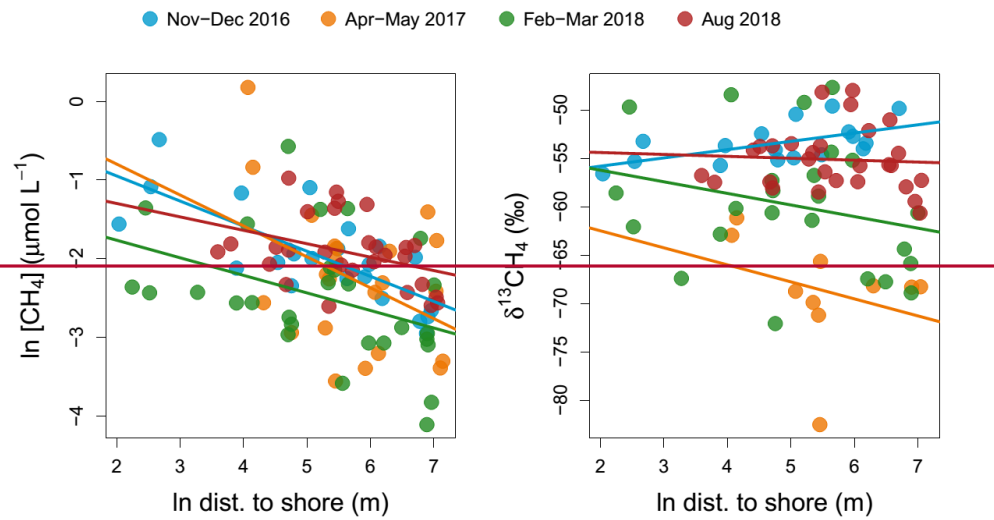 Nov−Dec 2016 Apr−May 2017 Feb−Mar 2018 Aug 2018
ln [CH₄] (μmol L⁻¹)
0
−1
−2
−3
−4
2 3 4 5 6 7
ln dist. to shore (m)
δ¹³CH₄ (‰)
−50
−55
−60
−65
−70
−75
−80
2 3 4 5 6 7
ln dist. to shore (m)